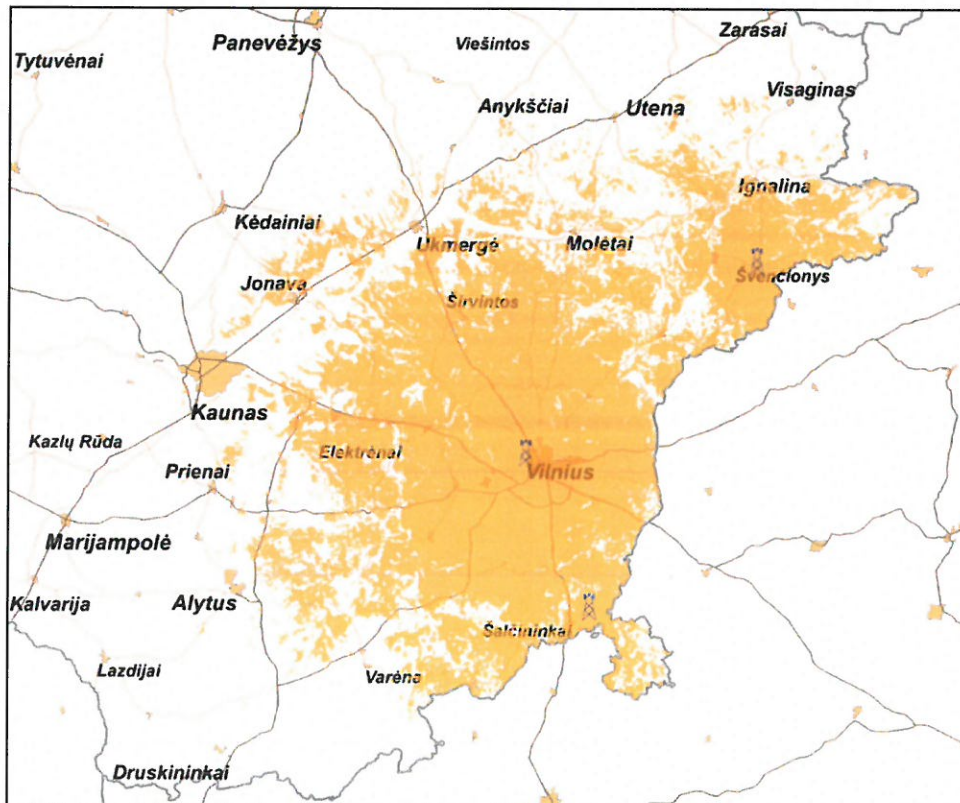 Zarasai
Panevėžys
Viešintos
Tytuvėnai
Visaginas
Anykščiai
Utena
Ignalina
Kėdainiai
Ukmergė
Molėtai
Švenčionys
Jonava
Širvintos
Kaunas
Kazlų Rūda
Elektrėnai
Prienai
Vilnius
Marijampolė
Kalvarija
Alytus
Šalčininkai
Lazdijai
Varėna
Druskininkai